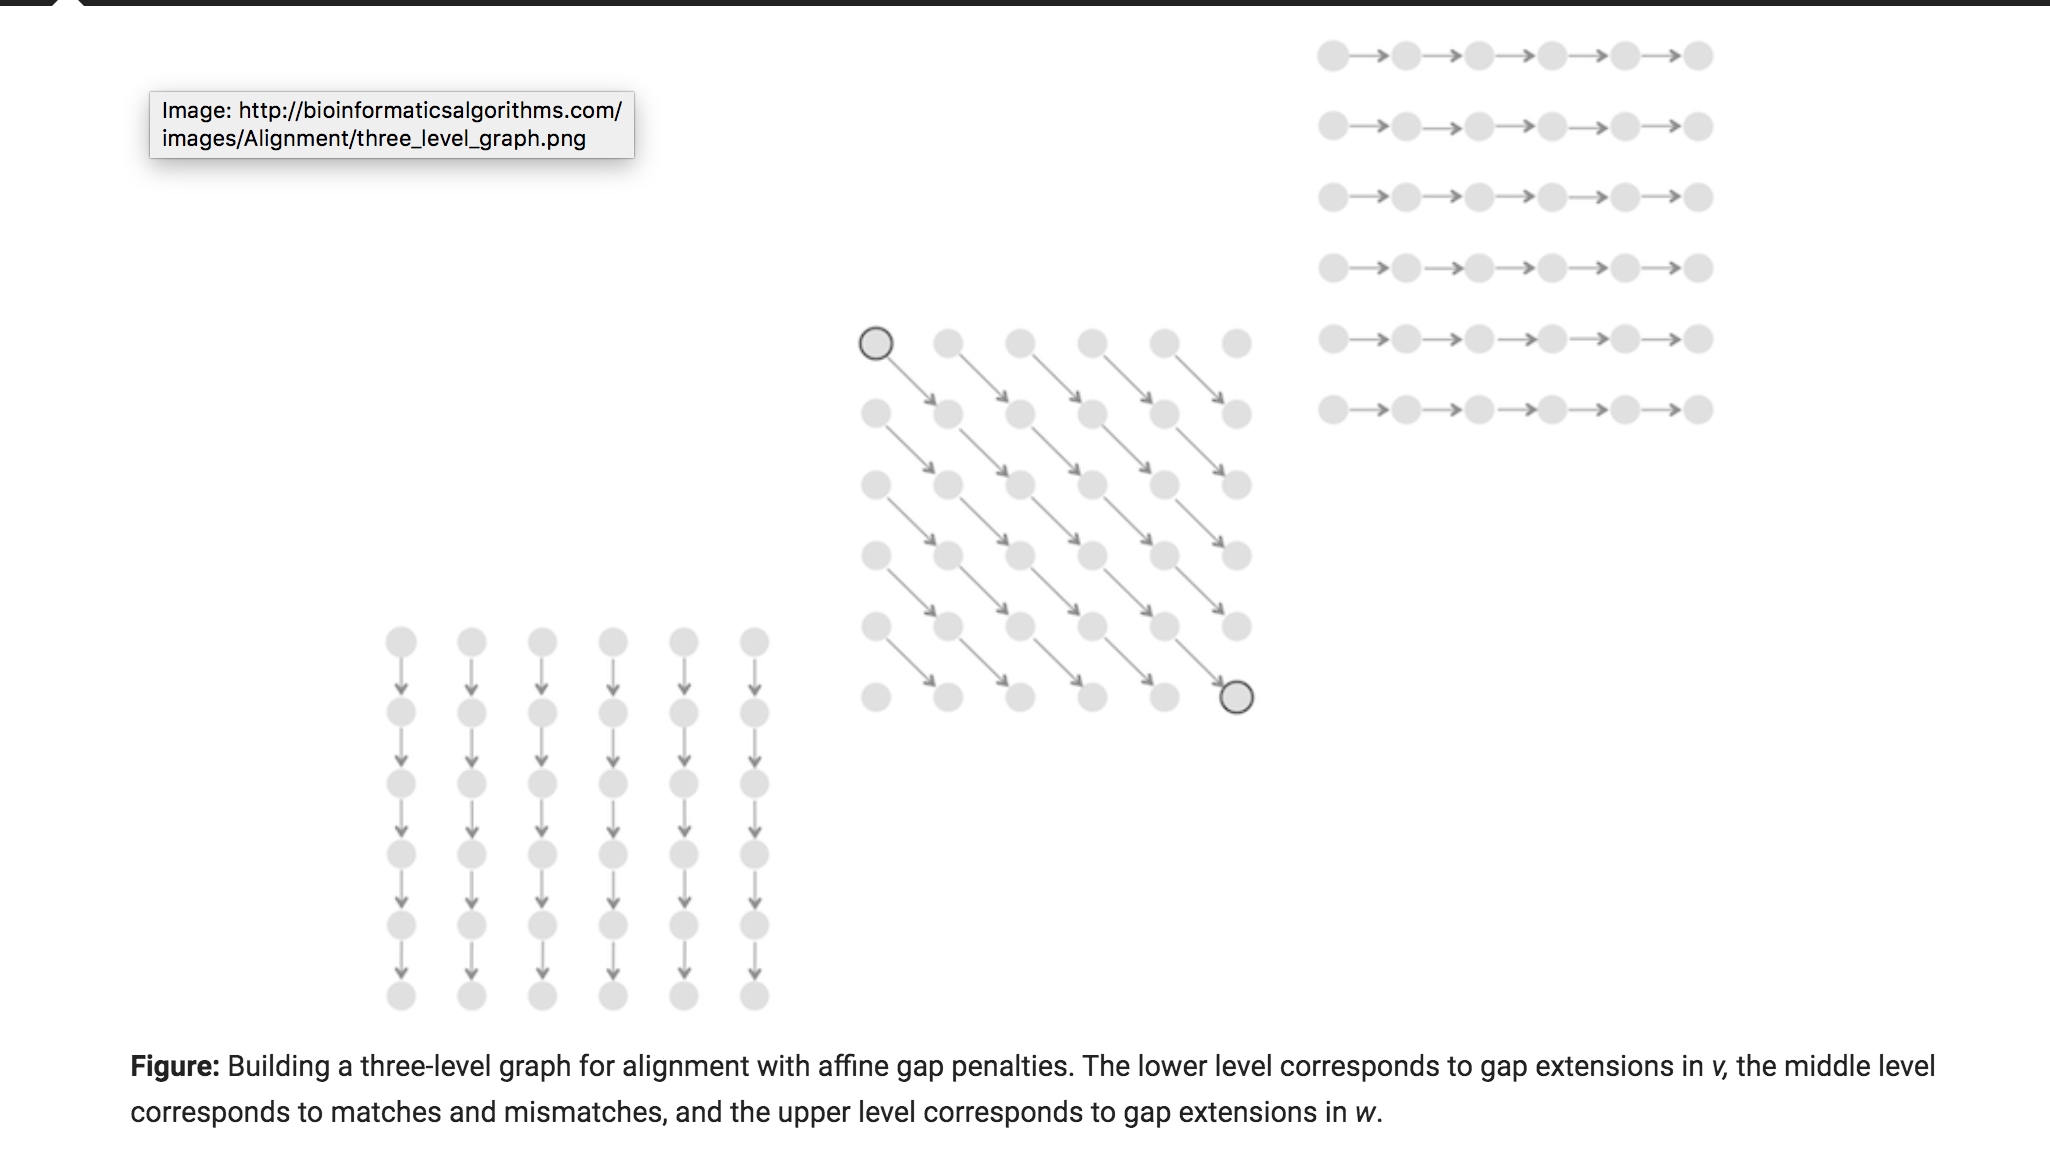 Image: http://bioinformaticsalgorithms.com/
images/Alignment/three_level_graph.png
Figure: Building a three-level graph for alignment with affine gap penalties. The lower level corresponds to gap extensions in v, the middle level
corresponds to matches and mismatches, and the upper level corresponds to gap extensions in w.